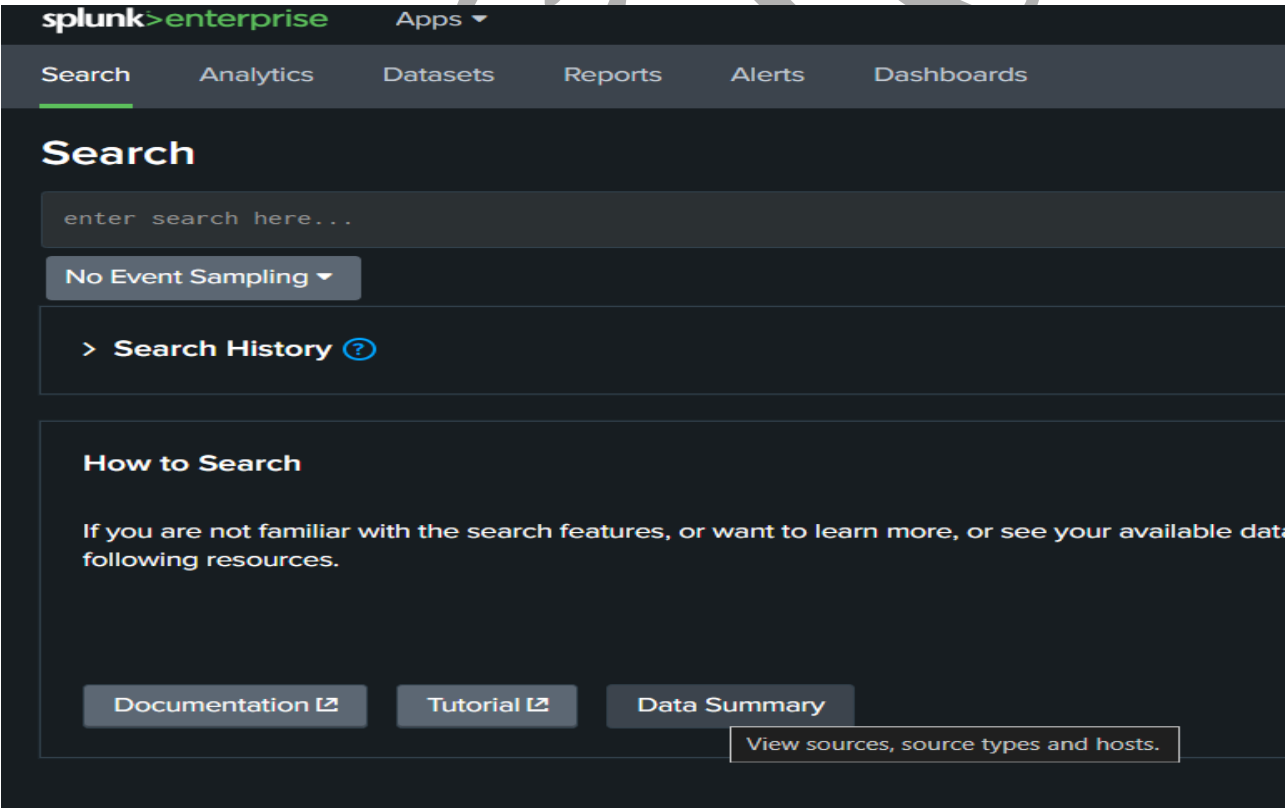 splunk>enterprise Apps
Search Analytics Datasets Reports Alerts Dashboards
Search
enter search here...
No Event Sampling
> Search History ?
How to Search
If you are not familiar with the search features, or want to learn more, or see your available data
following resources.
Documentation Tutorial Data Summary
View sources, source types and hosts.